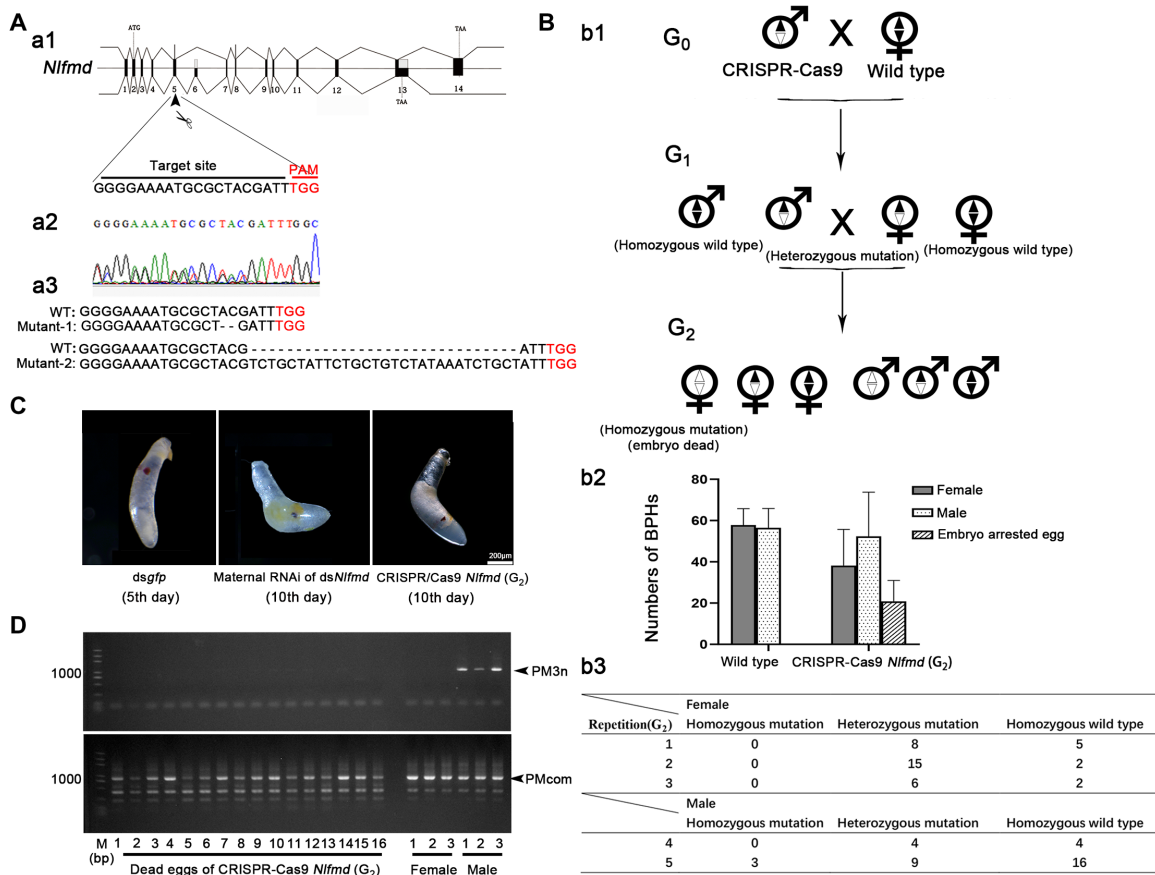 A
a1
ATG
TAA
Nlfmd
1 2 3 4 5 6 7 8 9 10 11 12 13 14
TAA
Target site PAM
GGGGGAAAATGCGCTACGATTTGG
a2
GGGGAAAATGCGCTACGATTTGGC
a3
WT: GGGGAAAATGCGCTACGATTTGG
Mutant-1: GGGGAAAATGCGCT--GATTTGG
WT: GGGGAAAATGCGCTACG------------------------------ATTTGG
Mutant-2: GGGGAAAATGCGCTACGTCTGCTATTCTGCTGTCTATAAATCTGCTATTTTGG
B
b1
G0
X
CRISPR-Cas9 Wild type
G1
X
(Homozygous wild type) (Heterozygous mutation) (Homozygous wild type)
G2
(Homozygous mutation)
(embryo dead)
b2
Numbers of BPHs
80
60
40
20
0
Female
Male
Embryo arrested egg
Wild type CRISPR-Cas9 Nlfmd (G2)
C
200μm
dsgfp Maternal RNAi of dsNlfmd CRISPR/Cas9 Nlfmd (G2)
(5th day) (10th day) (10th day)
D
1000 PM3n
1000 PMcom
M 1 2 3 4 5 6 7 8 9 10 11 12 13 14 15 16 1 2 3 1 2 3
(bp) Dead eggs of CRISPR-Cas9 Nlfmd (G2) Female Male
b3
Female
Repetition(G2) Homozygous mutation Heterozygous mutation Homozygous wild type
1 0 8 5
2 0 15 2
3 0 6 2
Male
Homozygous mutation Heterozygous mutation Homozygous wild type
4 0 4 4
5 3 9 16